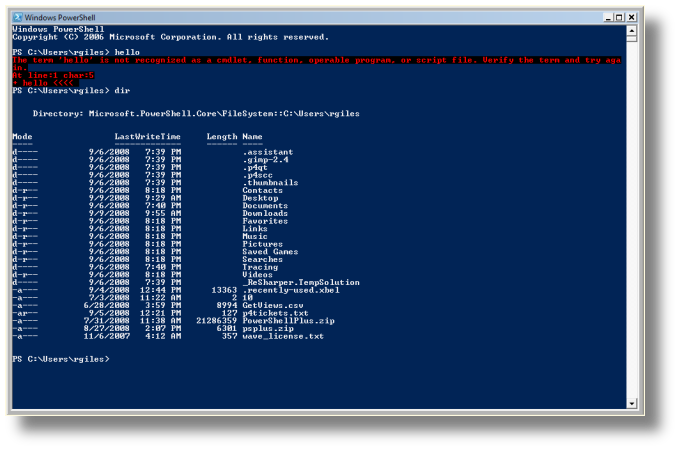 Windows PowerShell
Windows PowerShell
Copyright (C) 2006 Microsoft Corporation. All rights reserved.
PS C:\Users\rgiles> hello
The term 'hello' is not recognized as a cmdlet, function, operable program, or script file. Verify the term and try aga
in.
At line:1 char:5
+ hello <<<<
PS C:\Users\rgiles> dir
Directory: Microsoft.PowerShell.Core\FileSystem::C:\Users\rgiles
Mode LastWriteTime Length Name
---- ------------- ------ ----
d---- 9/6/2008 7:39 PM .assistant
d---- 9/6/2008 7:39 PM .gimp-2.4
d---- 9/6/2008 7:39 PM .p4qt
d---- 9/6/2008 7:39 PM .p4scc
d---- 9/6/2008 7:39 PM .thumbnails
d-r-- 9/6/2008 8:18 PM Contacts
d-r-- 9/9/2008 9:29 AM Desktop
d-r-- 9/6/2008 7:40 PM Documents
d-r-- 9/9/2008 9:55 AM Downloads
d-r-- 9/6/2008 8:18 PM Favorites
d-r-- 9/6/2008 8:18 PM Links
d-r-- 9/6/2008 8:18 PM Music
d-r-- 9/6/2008 8:18 PM Pictures
d-r-- 9/6/2008 8:18 PM Saved Games
d-r-- 9/6/2008 8:18 PM Searches
d---- 9/6/2008 7:40 PM Tracing
d-r-- 9/6/2008 8:18 PM Videos
d---- 9/6/2008 7:39 PM _ReSharper.TempSolution
-a--- 9/4/2008 12:44 PM 13363 .recently-used.xbel
-a--- 7/3/2008 11:22 AM 2 10
-a--- 6/28/2008 3:59 PM 8994 GetViews.csv
-ar-- 9/5/2008 12:21 PM 127 p4tickets.txt
-a--- 7/31/2008 11:38 AM 21286359 PowerShellPlus.zip
-a--- 8/27/2008 2:07 PM 6301 psplus.zip
-a--- 11/6/2007 4:12 AM 357 wave_license.txt
PS C:\Users\rgiles>